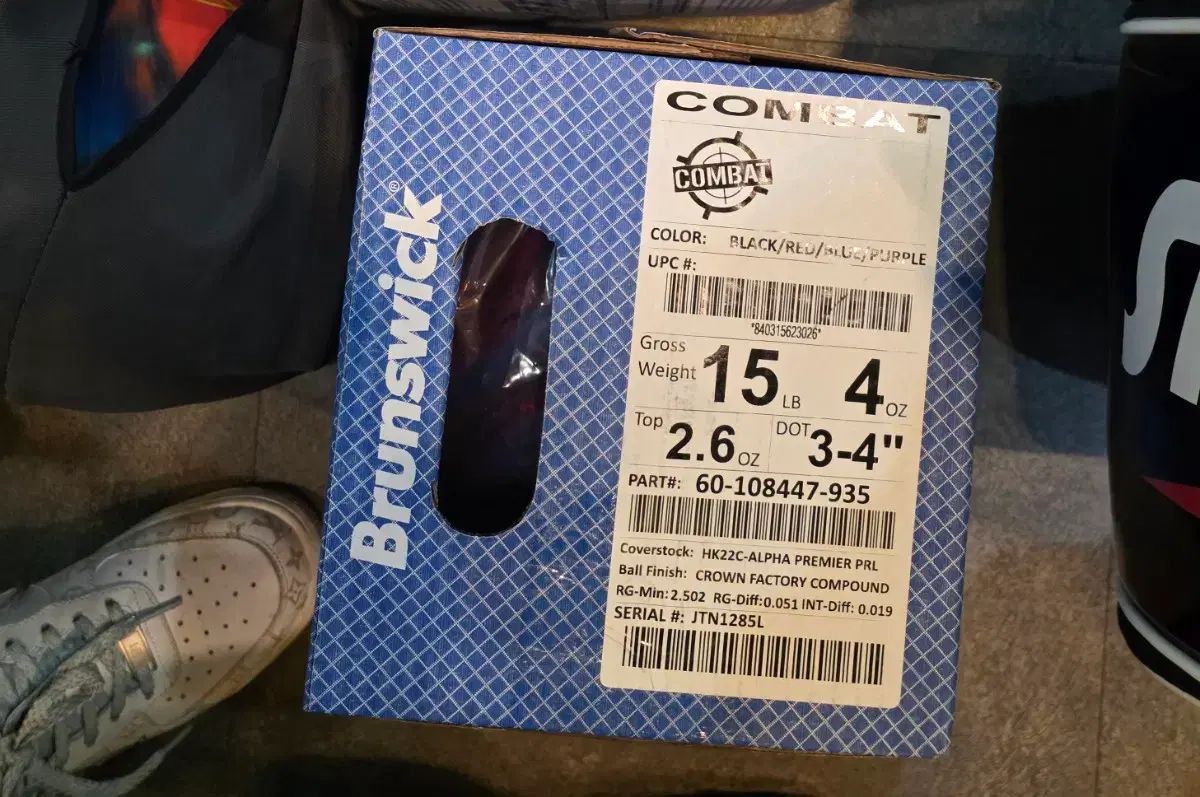 Brunswick®
COMBAT
COMBAT
COLOR: BLACK/RED/BLUE/PURPLE
UPC #:
*840315623026*
Gross Weight 15 LB 4 OZ
Top 2.6 OZ DOT 3-4"
PART#: 60-108447-935
Coverstock: HK22C-ALPHA PREMIER PRL
Ball Finish: CROWN FACTORY COMPOUND
RG-Min: 2.502 RG-Diff: 0.051 INT-Diff: 0.019
SERIAL #: JTN1285L